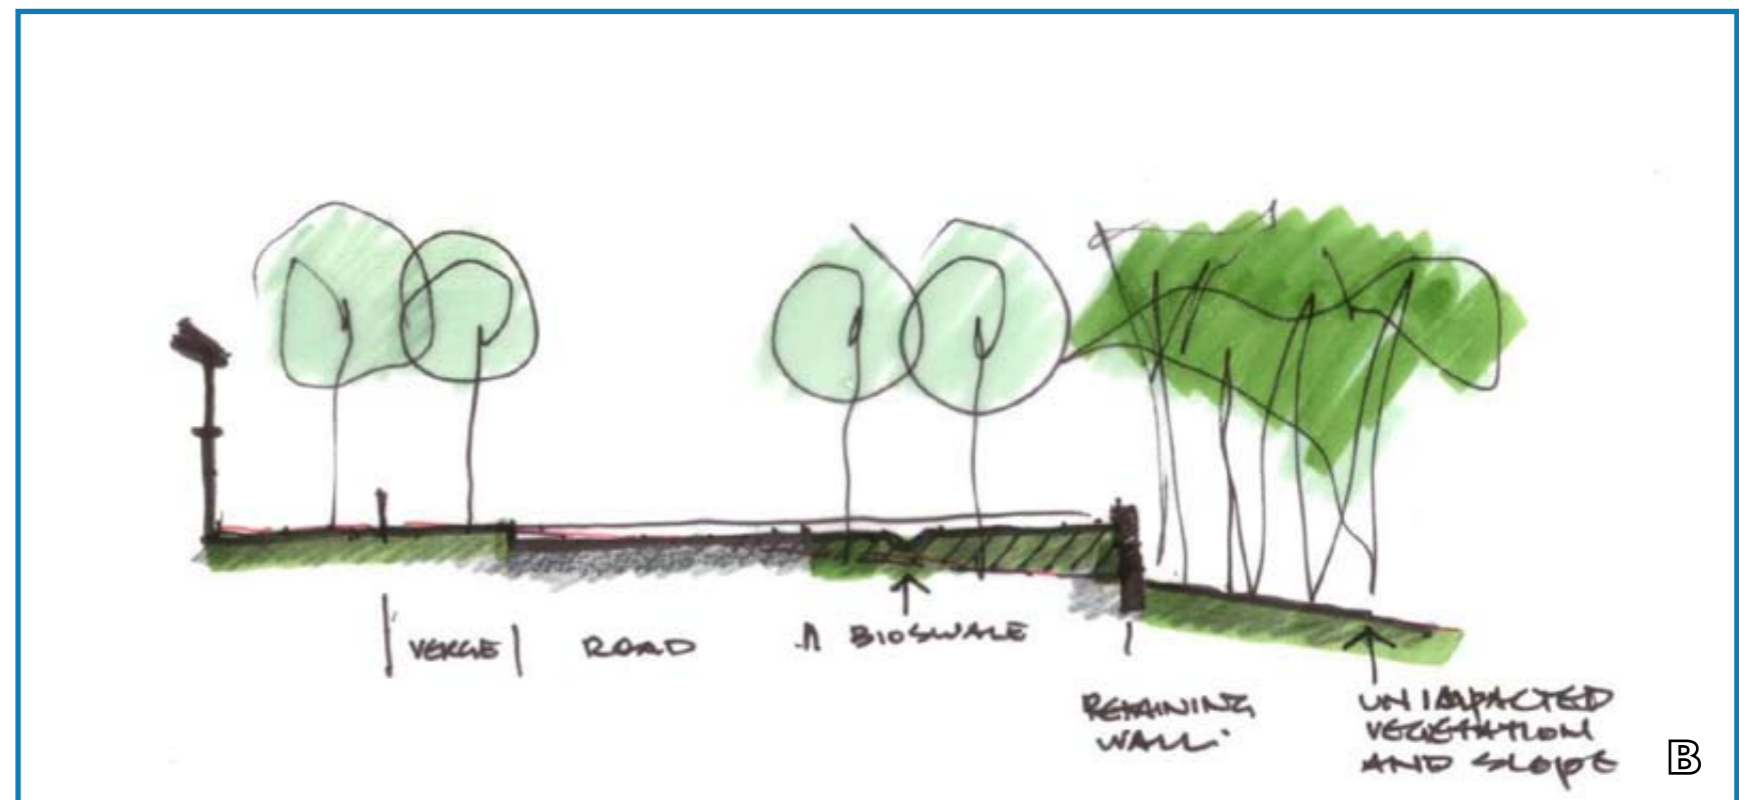 VERGE
ROAD
BIOSWALE
RETAINING
WALL
UNIMPACTED
VEGETATION
AND SLOPE
B